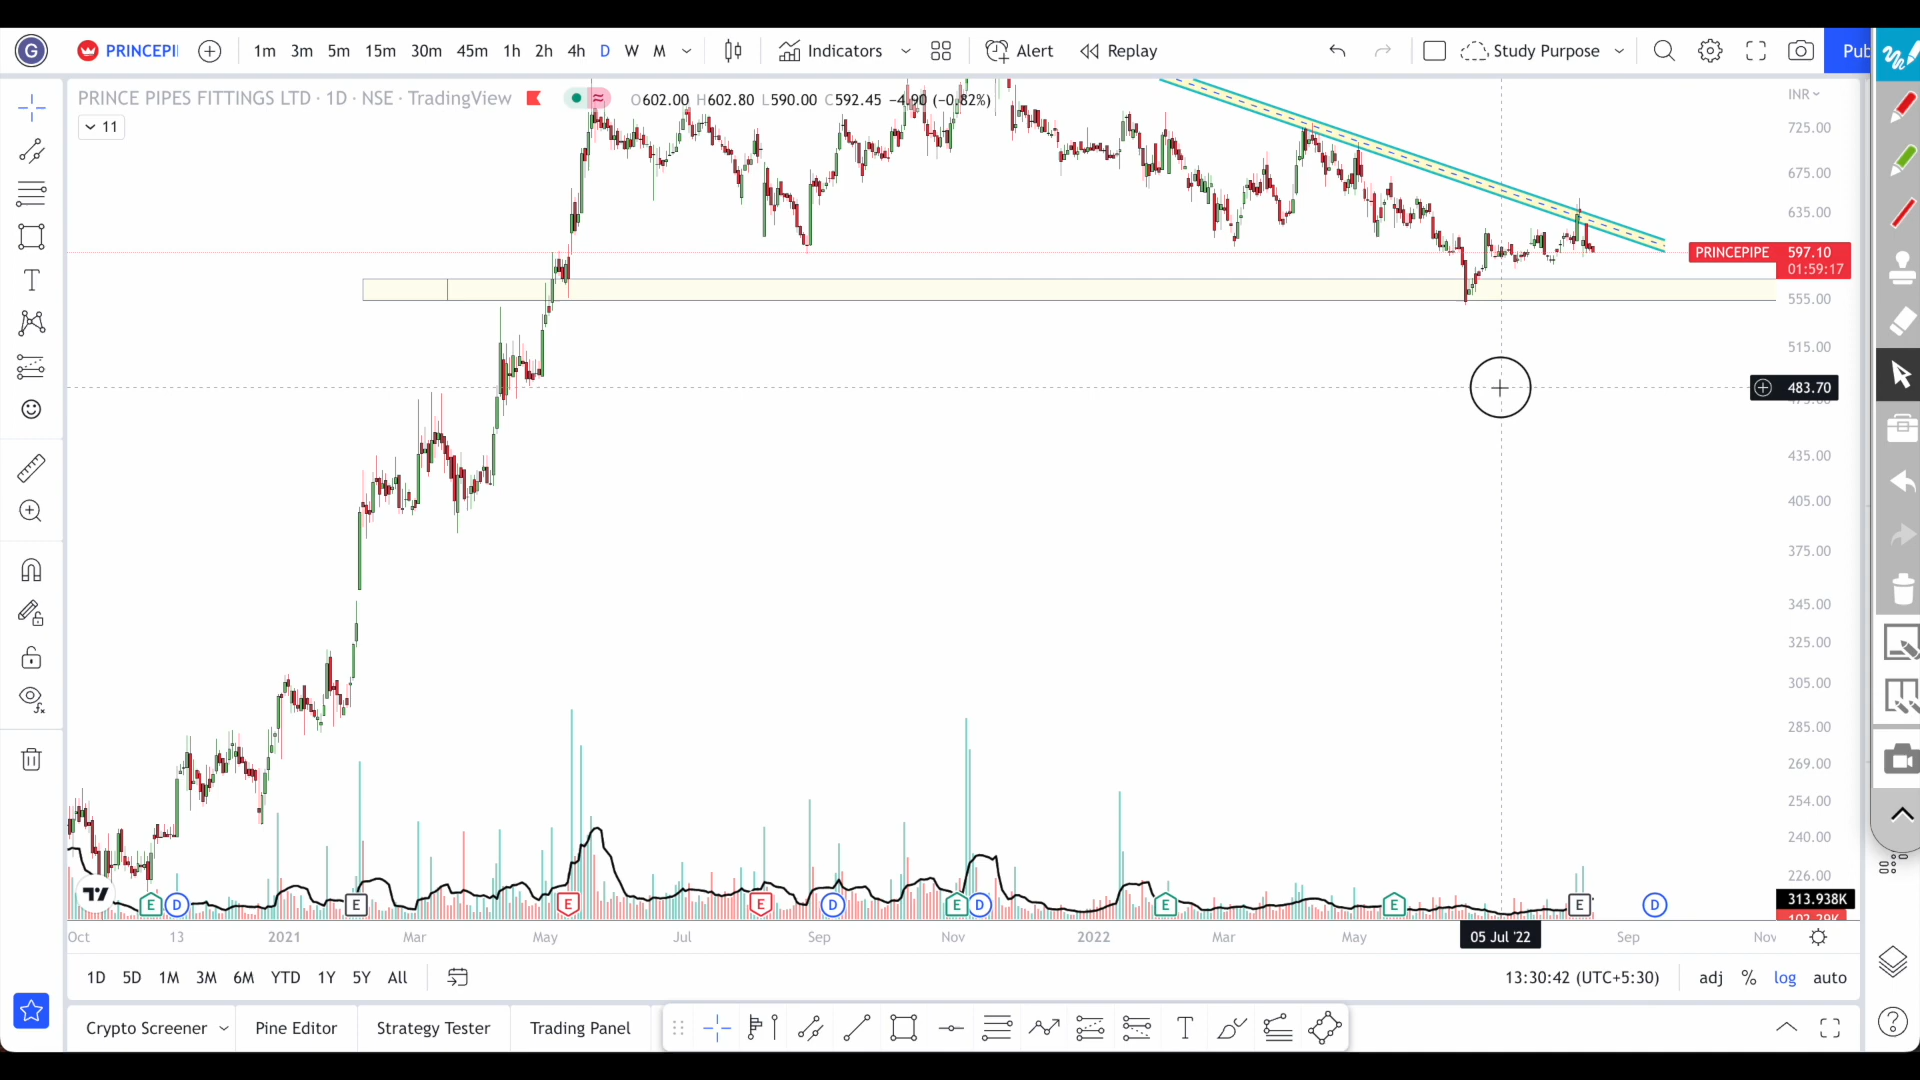 G
PRINCEPI
1m 3m 5m 15m 30m 45m 1h 2h 4h D W M
Indicators
Alert
Replay
Study Purpose
Pub
PRINCE PIPES FITTINGS LTD · 1D · NSE · TradingView
O602.00 H602.80 L590.00 C592.45 −4.90 (−0.82%)
INR
11
725.00
675.00
635.00
PRINCEPIPE 597.10
01:59:17
555.00
515.00
483.70
435.00
405.00
375.00
345.00
325.00
305.00
285.00
269.00
254.00
240.00
226.00
313.938K
E D E E E D E D E E E D
Oct 13 2021 Mar May Jul Sep Nov 2022 Mar May 05 Jul '22 Sep Nov
1D 5D 1M 3M 6M YTD 1Y 5Y All
13:30:42 (UTC+5:30)
adj % log auto
Crypto Screener
Pine Editor
Strategy Tester
Trading Panel